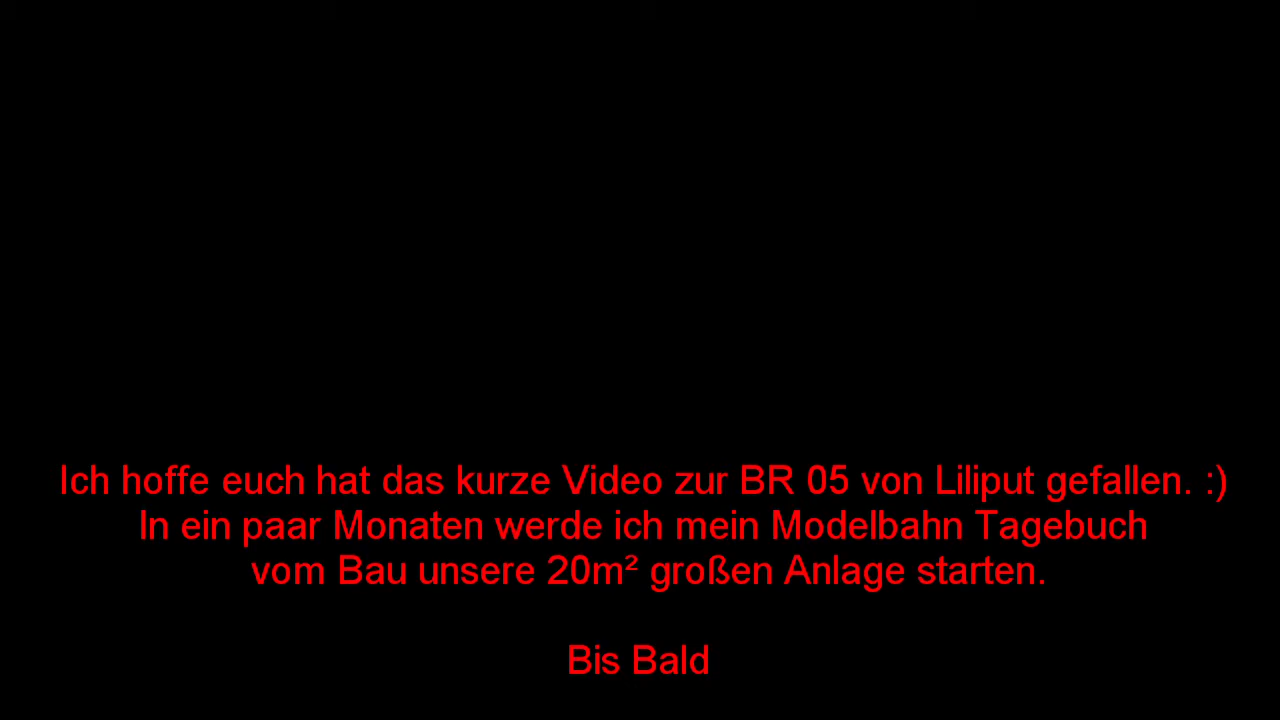 Ich hoffe euch hat das kurze Video zur BR 05 von Liliput gefallen. :)
In ein paar Monaten werde ich mein Modelbahn Tagebuch
vom Bau unsere 20m² großen Anlage starten.
Bis Bald